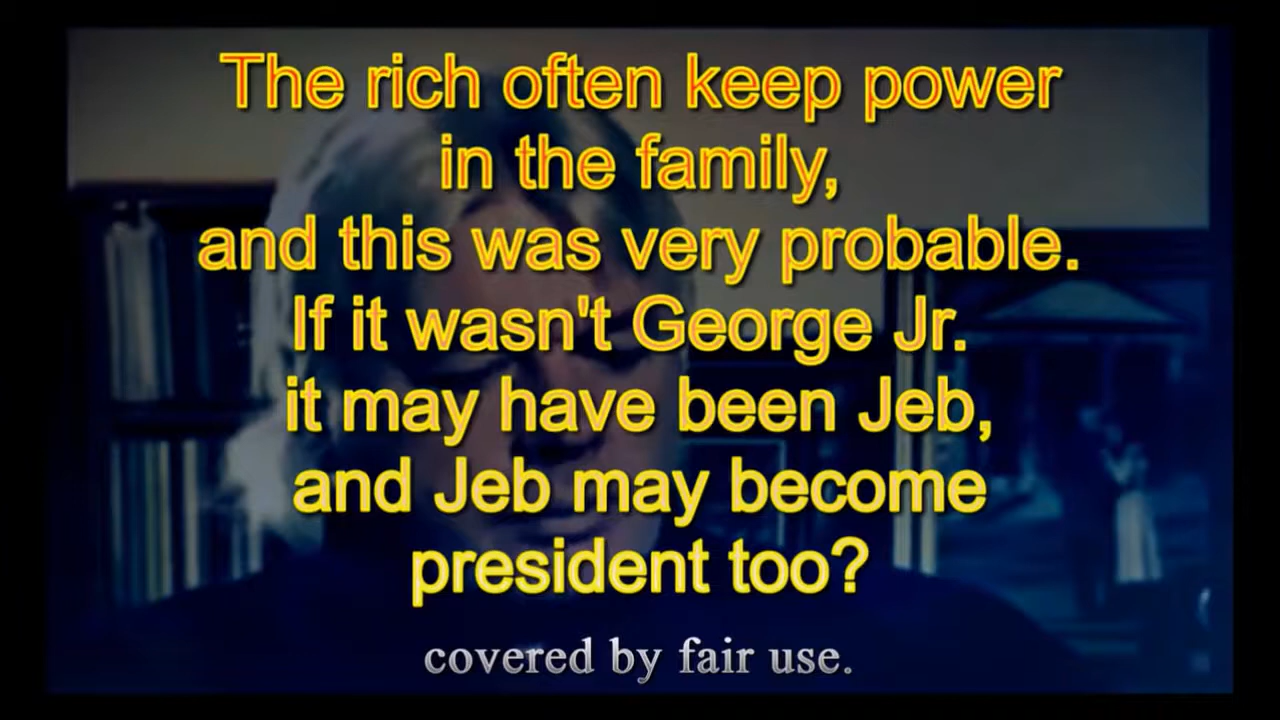 The rich often keep power
in the family,
and this was very probable.
If it wasn't George Jr.
it may have been Jeb,
and Jeb may become
president too?
covered by fair use.